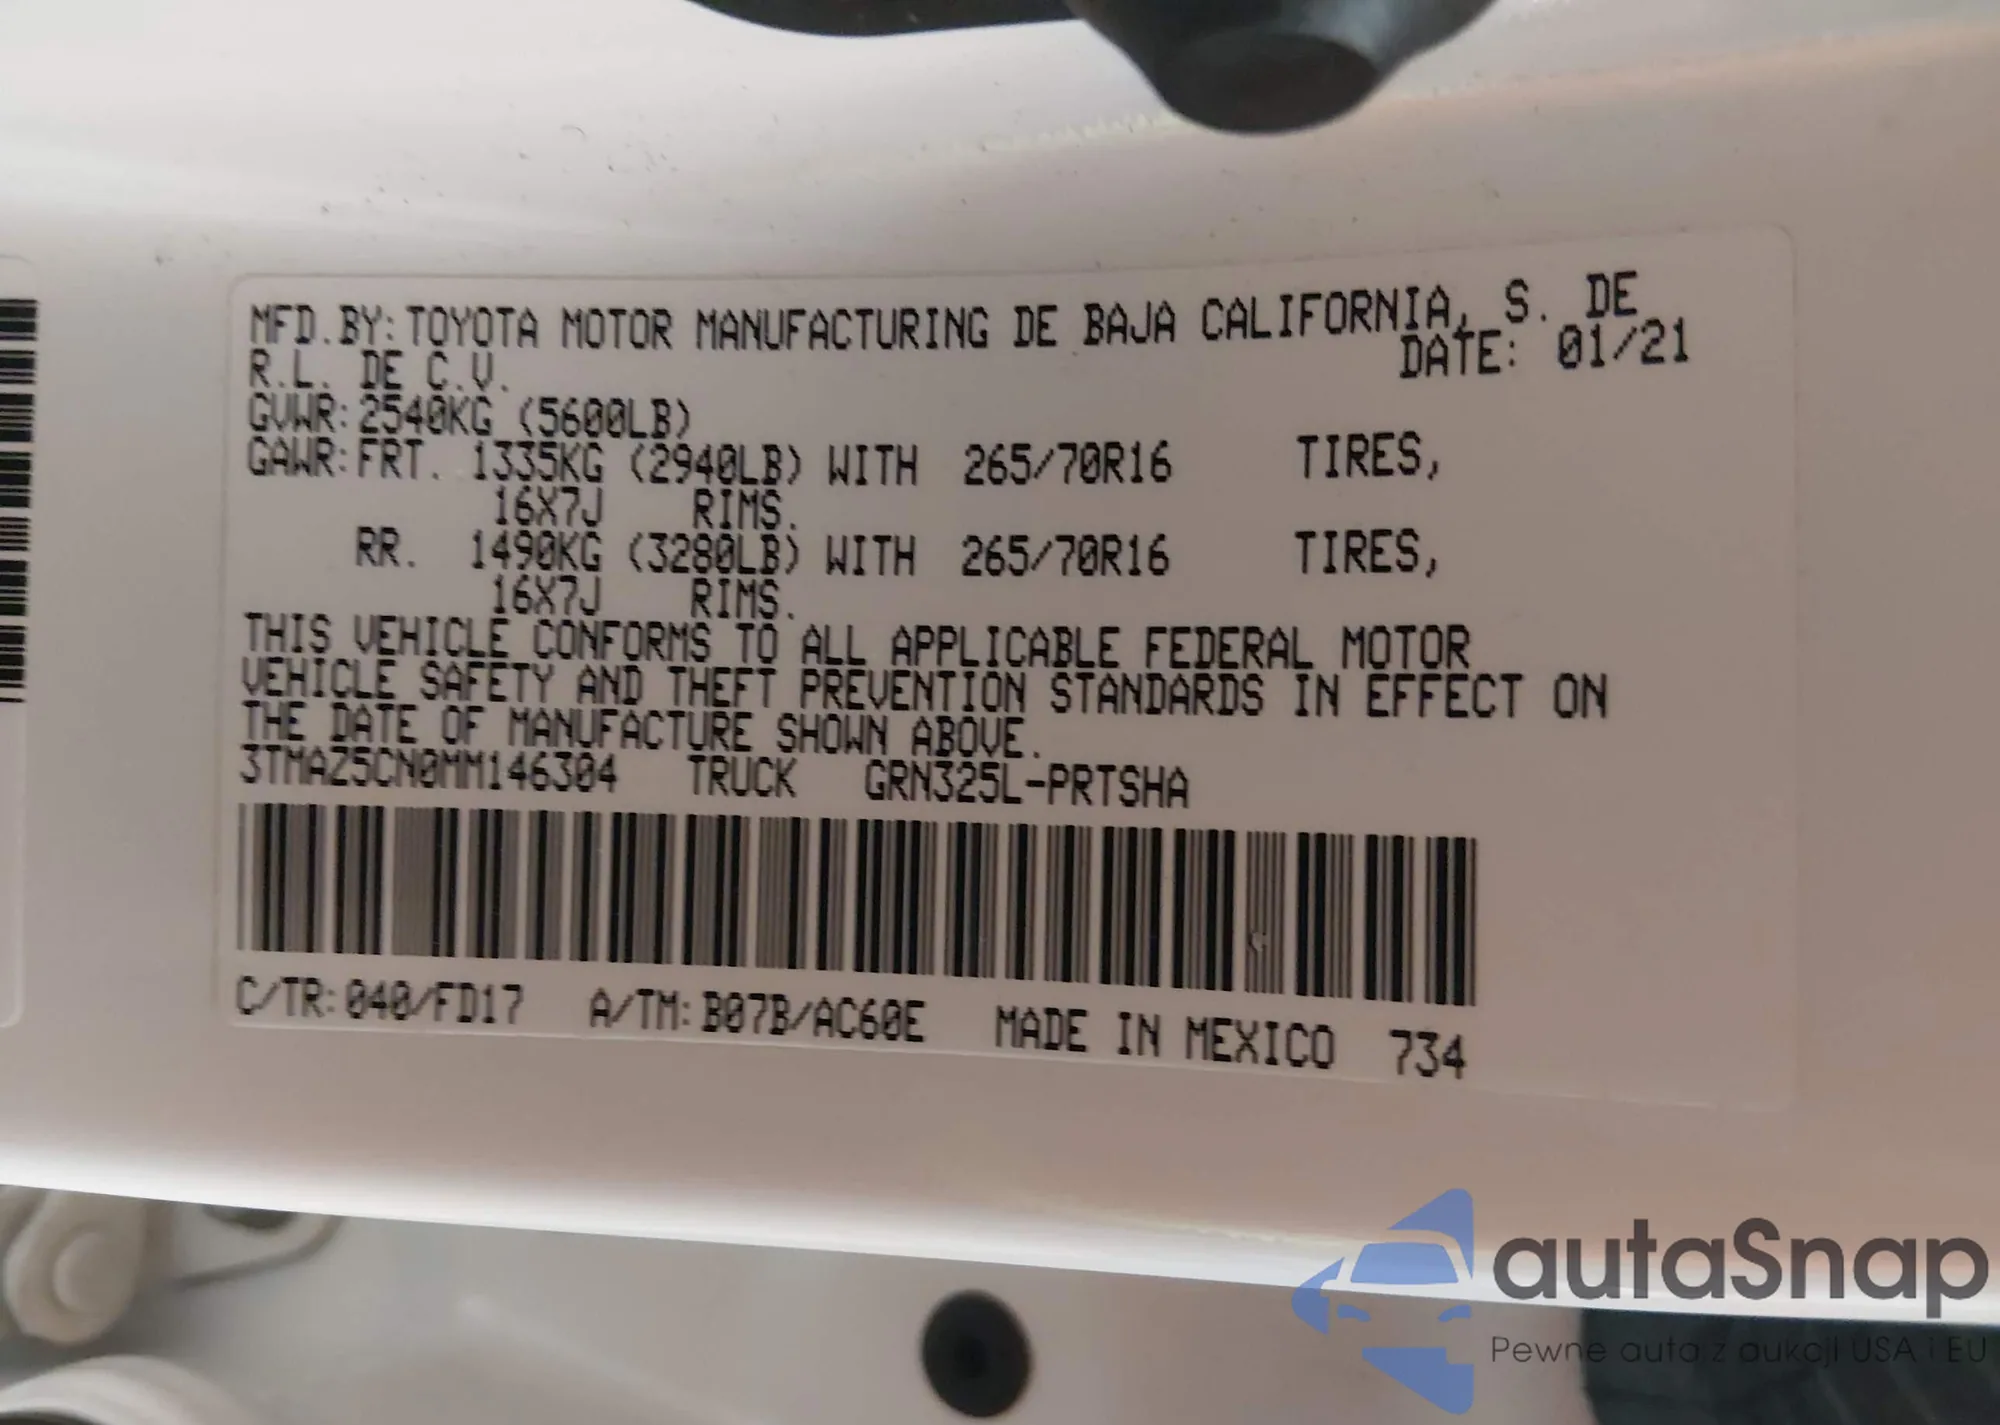 MFD.BY:TOYOTA MOTOR MANUFACTURING DE BAJA CALIFORNIA, S. DE
R.L. DE C.V. DATE: 01/21
GVWR:2540KG (5600LB)
GAWR:FRT. 1335KG (2940LB) WITH 265/70R16 TIRES,
16X7J RIMS.
RR. 1490KG (3280LB) WITH 265/70R16 TIRES,
16X7J RIMS.
THIS VEHICLE CONFORMS TO ALL APPLICABLE FEDERAL MOTOR
VEHICLE SAFETY AND THEFT PREVENTION STANDARDS IN EFFECT ON
THE DATE OF MANUFACTURE SHOWN ABOVE.
3TMAZ5CN0MM146304 TRUCK GRN325L-PRTSHA
C/TR:040/FD17 A/TM:B07B/AC60E MADE IN MEXICO 734
autaSnap
Pewne auta z aukcji USA i EU